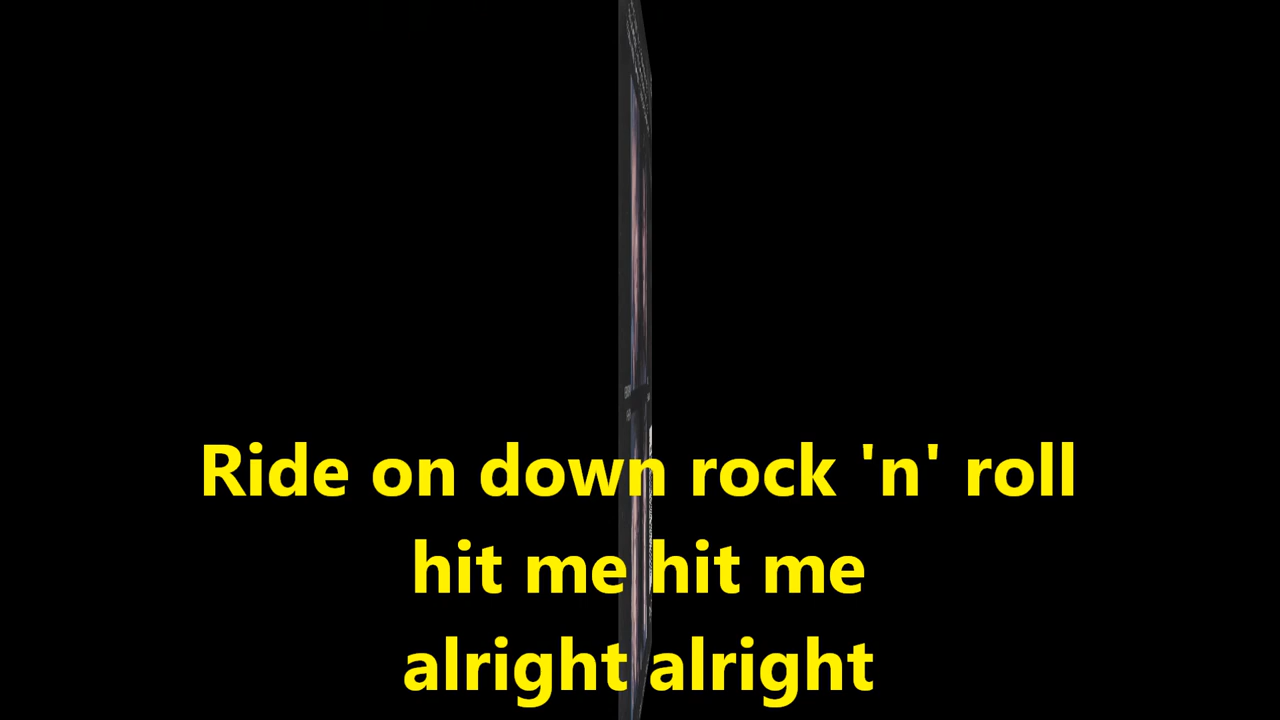 Ride on down rock 'n' roll
hit me hit me
alright alright